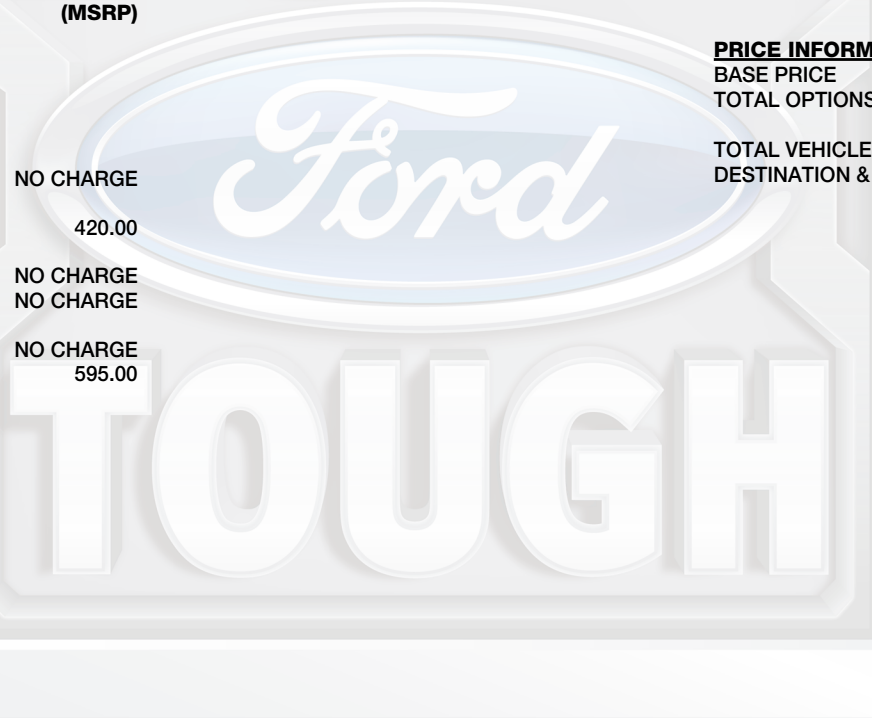 (MSRP)
NO CHARGE
420.00
NO CHARGE
NO CHARGE
NO CHARGE
595.00
PRICE INFORM
BASE PRICE
TOTAL OPTIONS
TOTAL VEHICLE
DESTINATION &
Ford
TOUGH